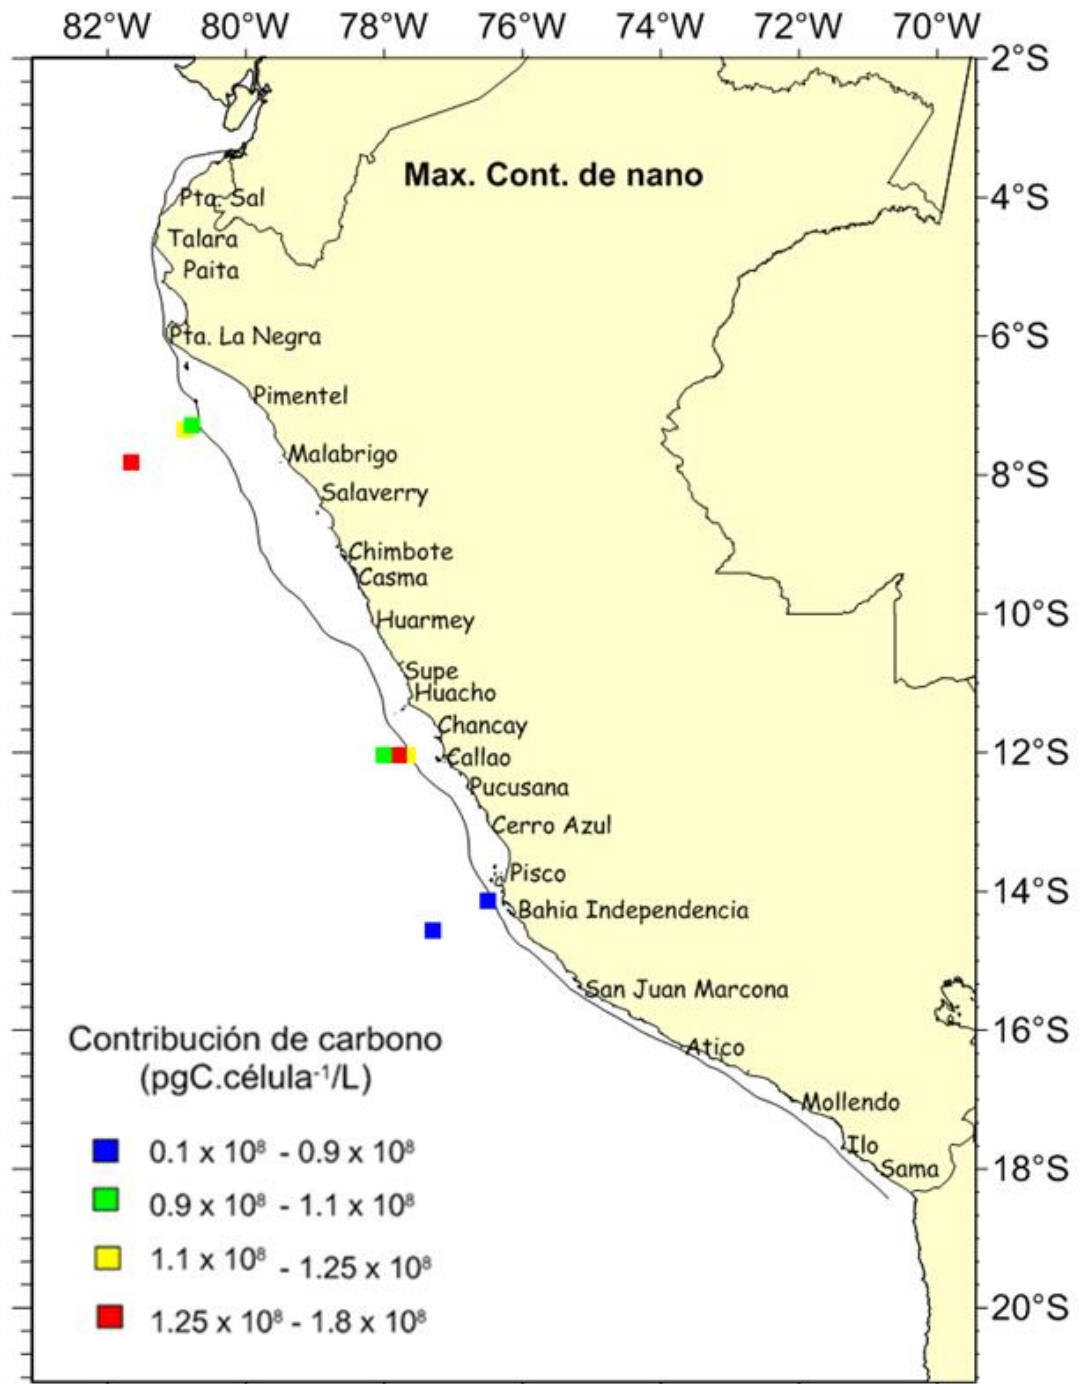 82°W 80°W 78°W 76°W 74°W 72°W 70°W
2°S
Max. Cont. de nano
4°S
Pta. Sal
Talara
Paita
6°S
Pta. La Negra
Pimentel
Malabrigo
8°S
Salaverry
Chimbote
Casma
10°S
Huarmey
Supe
Huacho
Chancay
12°S
Callao
Pucusana
Cerro Azul
Pisco
14°S
Bahia Independencia
San Juan Marcona
16°S
Atico
Mollendo
Ilo
Sama
18°S
20°S
Contribución de carbono
(pgC.célula⁻¹/L)
0.1 x 10⁸ - 0.9 x 10⁸
0.9 x 10⁸ - 1.1 x 10⁸
1.1 x 10⁸ - 1.25 x 10⁸
1.25 x 10⁸ - 1.8 x 10⁸